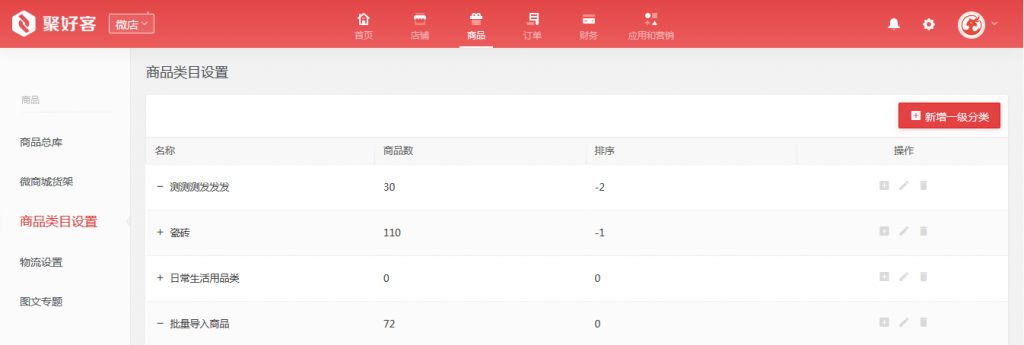 聚好客 微店
首页 店铺 商品 订单 财务 应用和营销
商品
商品总库
微商城货架
商品类目设置
物流设置
图文专题
商品类目设置
新增一级分类
名称 商品数 排序 操作
测测测发发发 30 -2
瓷砖 110 -1
日常生活用品类 0 0
批量导入商品 72 0